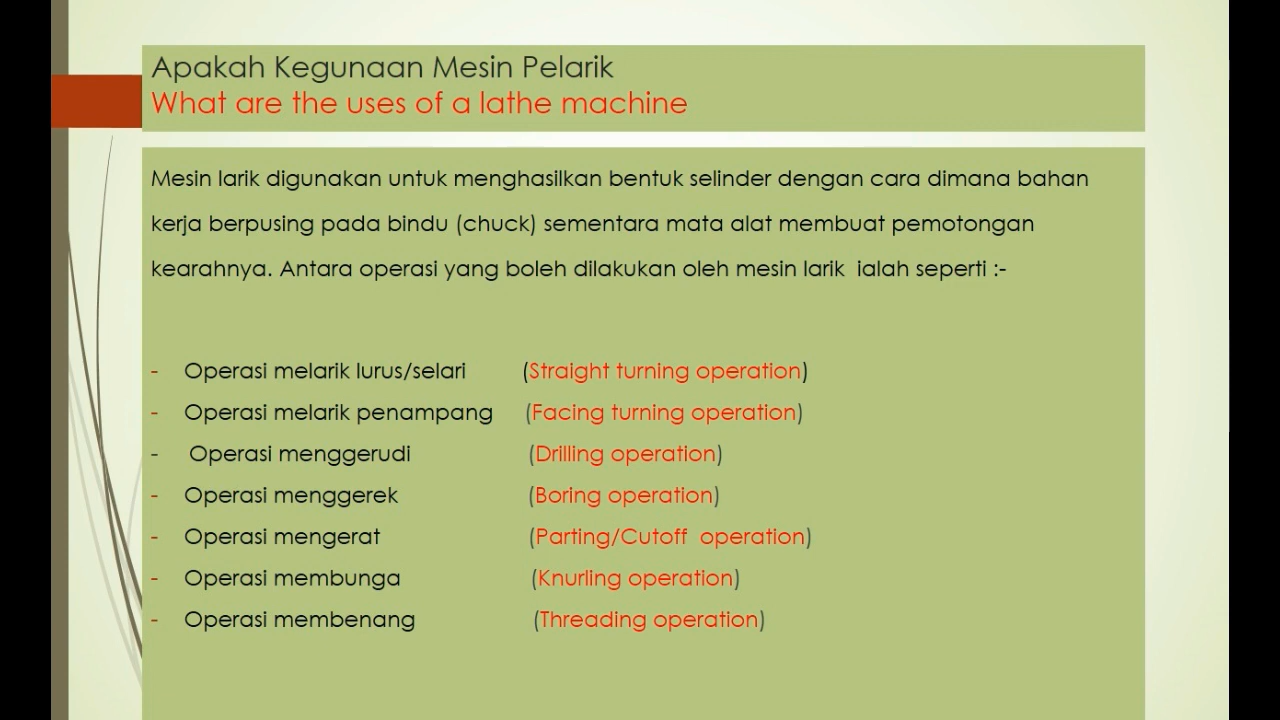 Apakah Kegunaan Mesin Pelarik
What are the uses of a lathe machine
Mesin larik digunakan untuk menghasilkan bentuk selinder dengan cara dimana bahan
kerja berpusing pada bindu (chuck) sementara mata alat membuat pemotongan
kearahnya. Antara operasi yang boleh dilakukan oleh mesin larik ialah seperti :-
- Operasi melarik lurus/selari (Straight turning operation)
- Operasi melarik penampang (Facing turning operation)
- Operasi menggerudi (Drilling operation)
- Operasi menggerek (Boring operation)
- Operasi mengerat (Parting/Cutoff operation)
- Operasi membunga (Knurling operation)
- Operasi membenang (Threading operation)